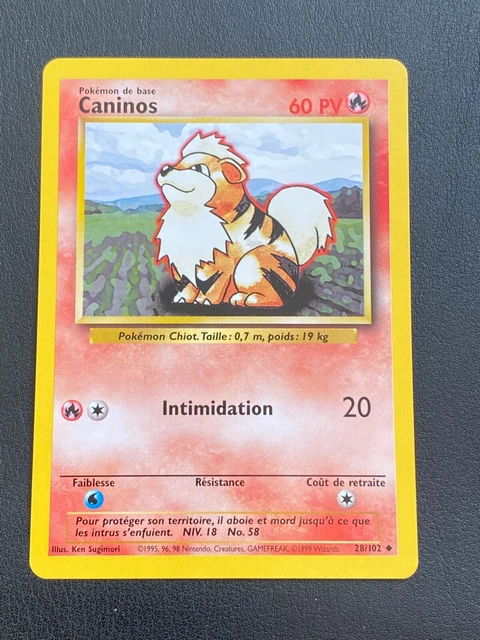 Pokémon de base
Caninos
60 PV
Pokémon Chiot. Taille: 0,7 m, poids: 19 kg
Intimidation 20
Faiblesse Résistance Coût de retraite
Pour protéger son territoire, il aboie et mord jusqu'à ce que
les intrus s'enfuient. NIV. 18 No. 58
Illus. Ken Sugimori ©1995, 96, 98 Nintendo, Creatures, GAMEFREAK. ©1999 Wizards. 28/102